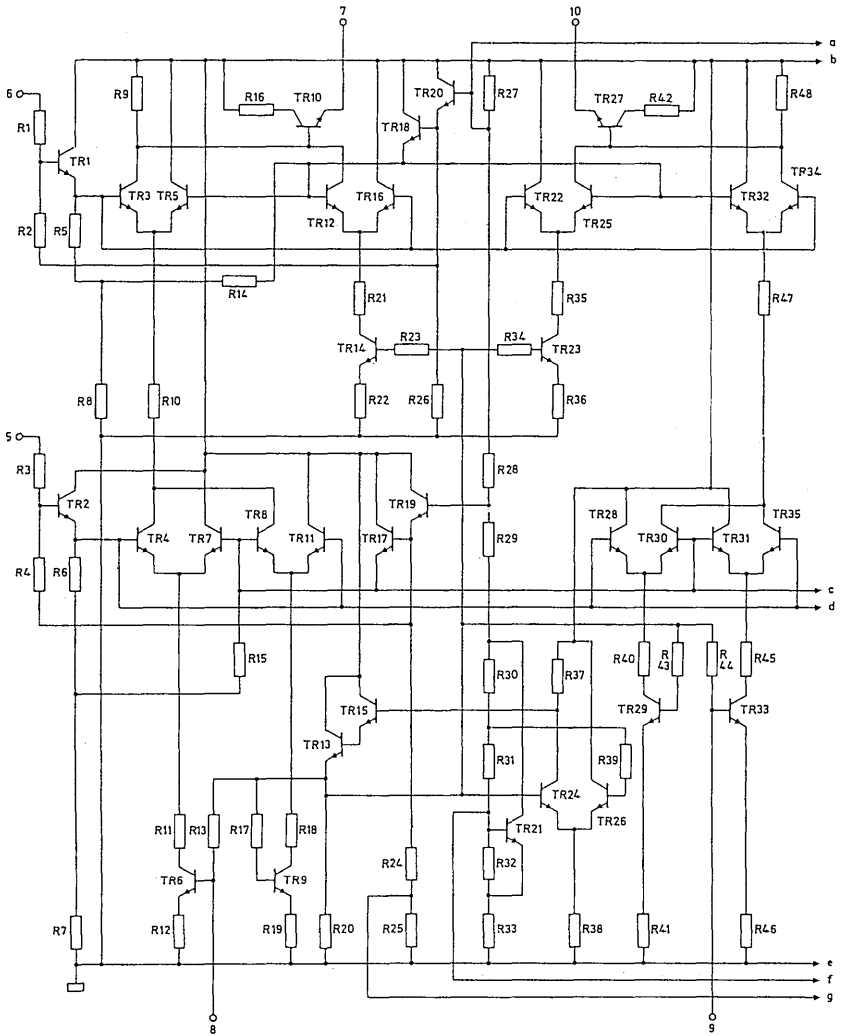 7 10
a
b
6 R9 R16 TR10 TR20 R27 TR27 R42 R48
R1 TR18
TR1 TR34
TR3 TR5 TR16 TR22 TR32
R2 R5 TR12 TR25
R14 R21 R35 R47
R23 R34
TR14 TR23
R8 R10 R22 R26 R36
5
R3 R28
TR2 TR8 TR19 TR28 TR35
TR4 TR7 TR11 TR17 R29 TR30 TR31
R4 R6 c
d
R15 R40 R43 R44 R45
R30 R37
TR15 TR29 TR33
TR13
R31 R39
TR24
R11 R13 R17 R18 TR21 TR26
R24 R32
TR6 TR9
R7 R12 R19 R20 R25 R33 R38 R41 R46
e
f
g
8 9